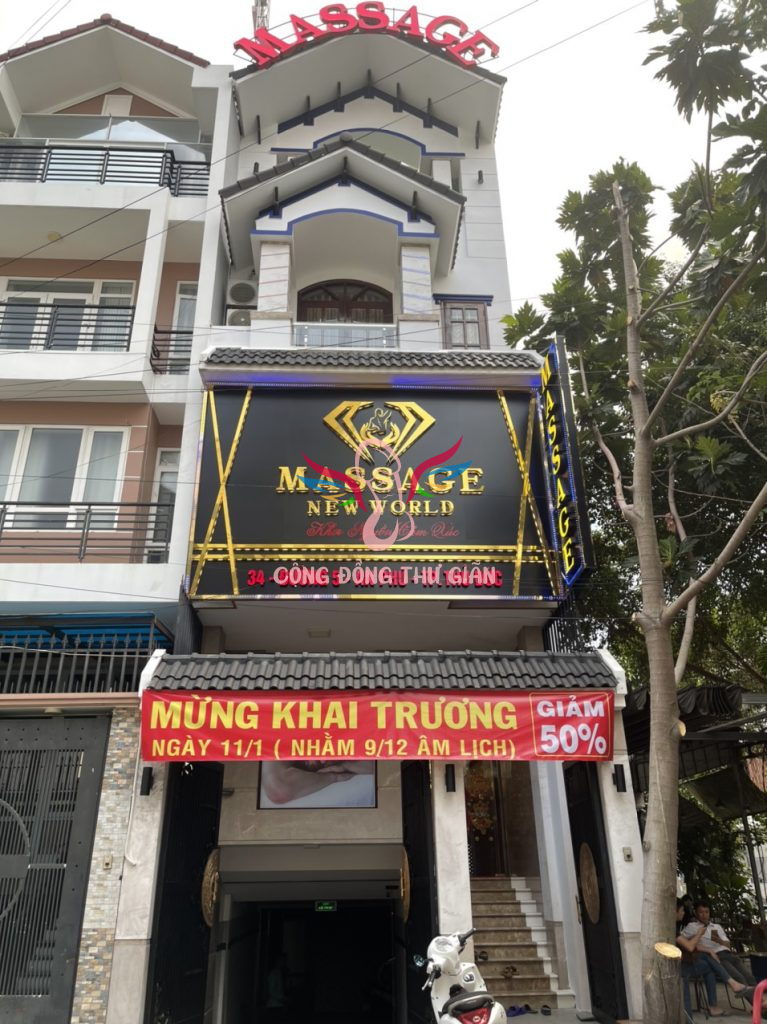 MASSAGE
MASSAGE
NEW WORLD
MASSAGE
CỘNG ĐỒNG THƯ GIÃN
34 -
MỪNG KHAI TRƯƠNG
NGÀY 11/1 ( NHẰM 9/12 ÂM LỊCH)
GIẢM
50%